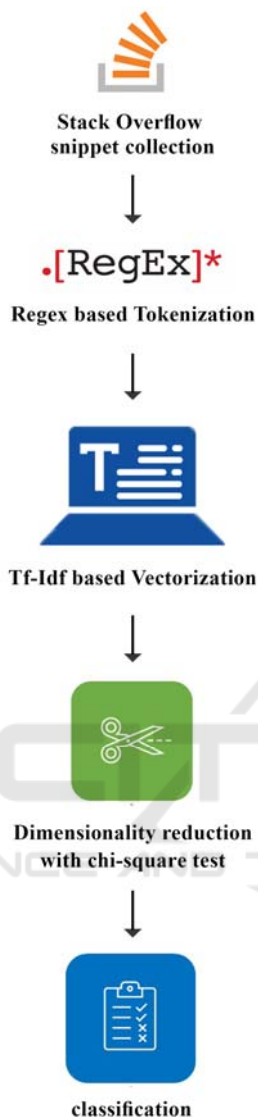 Stack Overflow
snippet collection
.[RegEx]*
Regex based Tokenization
T
Tf-Idf based Vectorization
Dimensionality reduction
with chi-square test
classification